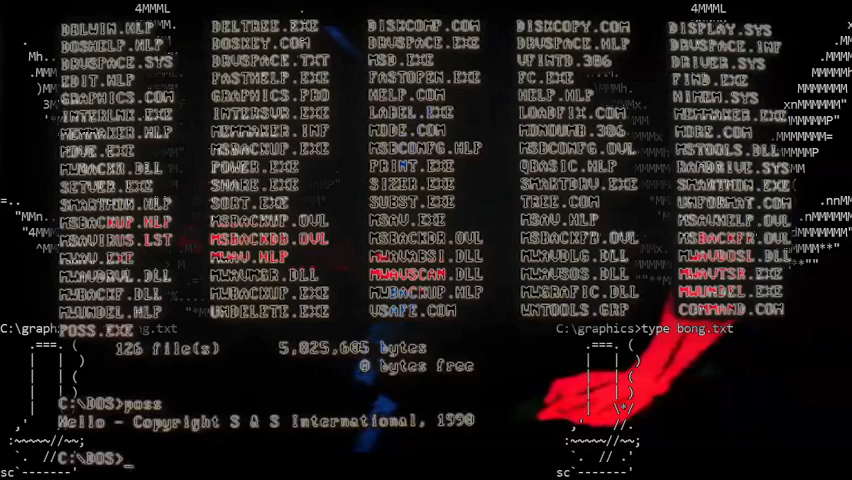 4MMML 4MMML
DBLWIN.HLP DELTREE.EXE DISKCOMP.COM DISKCOPY.COM DISPLAY.SYS
DOSHELP.HLP DOSKEY.COM DRVSPACE.EXE DRVSPACE.HLP DRVSPACE.INF
DRVSPACE.SYS DRVSPACE.TXT MSD.EXE VFINTD.386 DRIVER.SYS
EDIT.HLP FASTHELP.EXE FASTOPEN.EXE FC.EXE FIND.EXE
GRAPHICS.COM GRAPHICS.PRO HELP.COM HELP.HLP HIMEM.SYS
INTERLNK.EXE INTERSVR.EXE LABEL.EXE LOADFIX.COM MEMMAKER.EXE
MEMMAKER.HLP MEMMAKER.INF MODE.COM MONOUMB.386 MORE.COM
MOVE.EXE MSBACKUP.EXE MSBCONFG.HLP MSBCONFG.OVL MSTOOLS.DLL
MWBACKR.DLL POWER.EXE PRINT.EXE QBASIC.HLP RAMDRIVE.SYS
SETVER.EXE SHARE.EXE SIZER.EXE SMARTDRV.EXE SMARTMON.EXE
SMARTMON.HLP SORT.EXE SUBST.EXE TREE.COM UNFORMAT.COM
MSBACKUP.HLP MSBACKUP.OVL MSAV.EXE MSAV.HLP MSAVHELP.OVL
MSAVIRUS.LST MSBACKDB.OVL MSBACKDR.OVL MSBACKFB.OVL MSBACKFR.OVL
MWAV.EXE MWAV.HLP MWAVABSI.DLL MWAVDLG.DLL MWAVDOSL.DLL
MWAVDRVL.DLL MWAVMGR.DLL MWAVSCAN.DLL MWAVSOS.DLL MWAVTSR.EXE
MWBACKF.DLL MWBACKUP.EXE MWBACKUP.HLP MWGRAFIC.DLL MWUNDEL.EXE
MWUNDEL.HLP UNDELETE.EXE VSAFE.COM WNTOOLS.GRP COMMAND.COM
C:\graph ng.txt C:\graphics>type bong.txt
POSS.EXE
126 file(s) 5,825,685 bytes
0 bytes free
C:\DOS>poss
Hello - Copyright S & S International, 1990
C:\DOS>_
sc sc